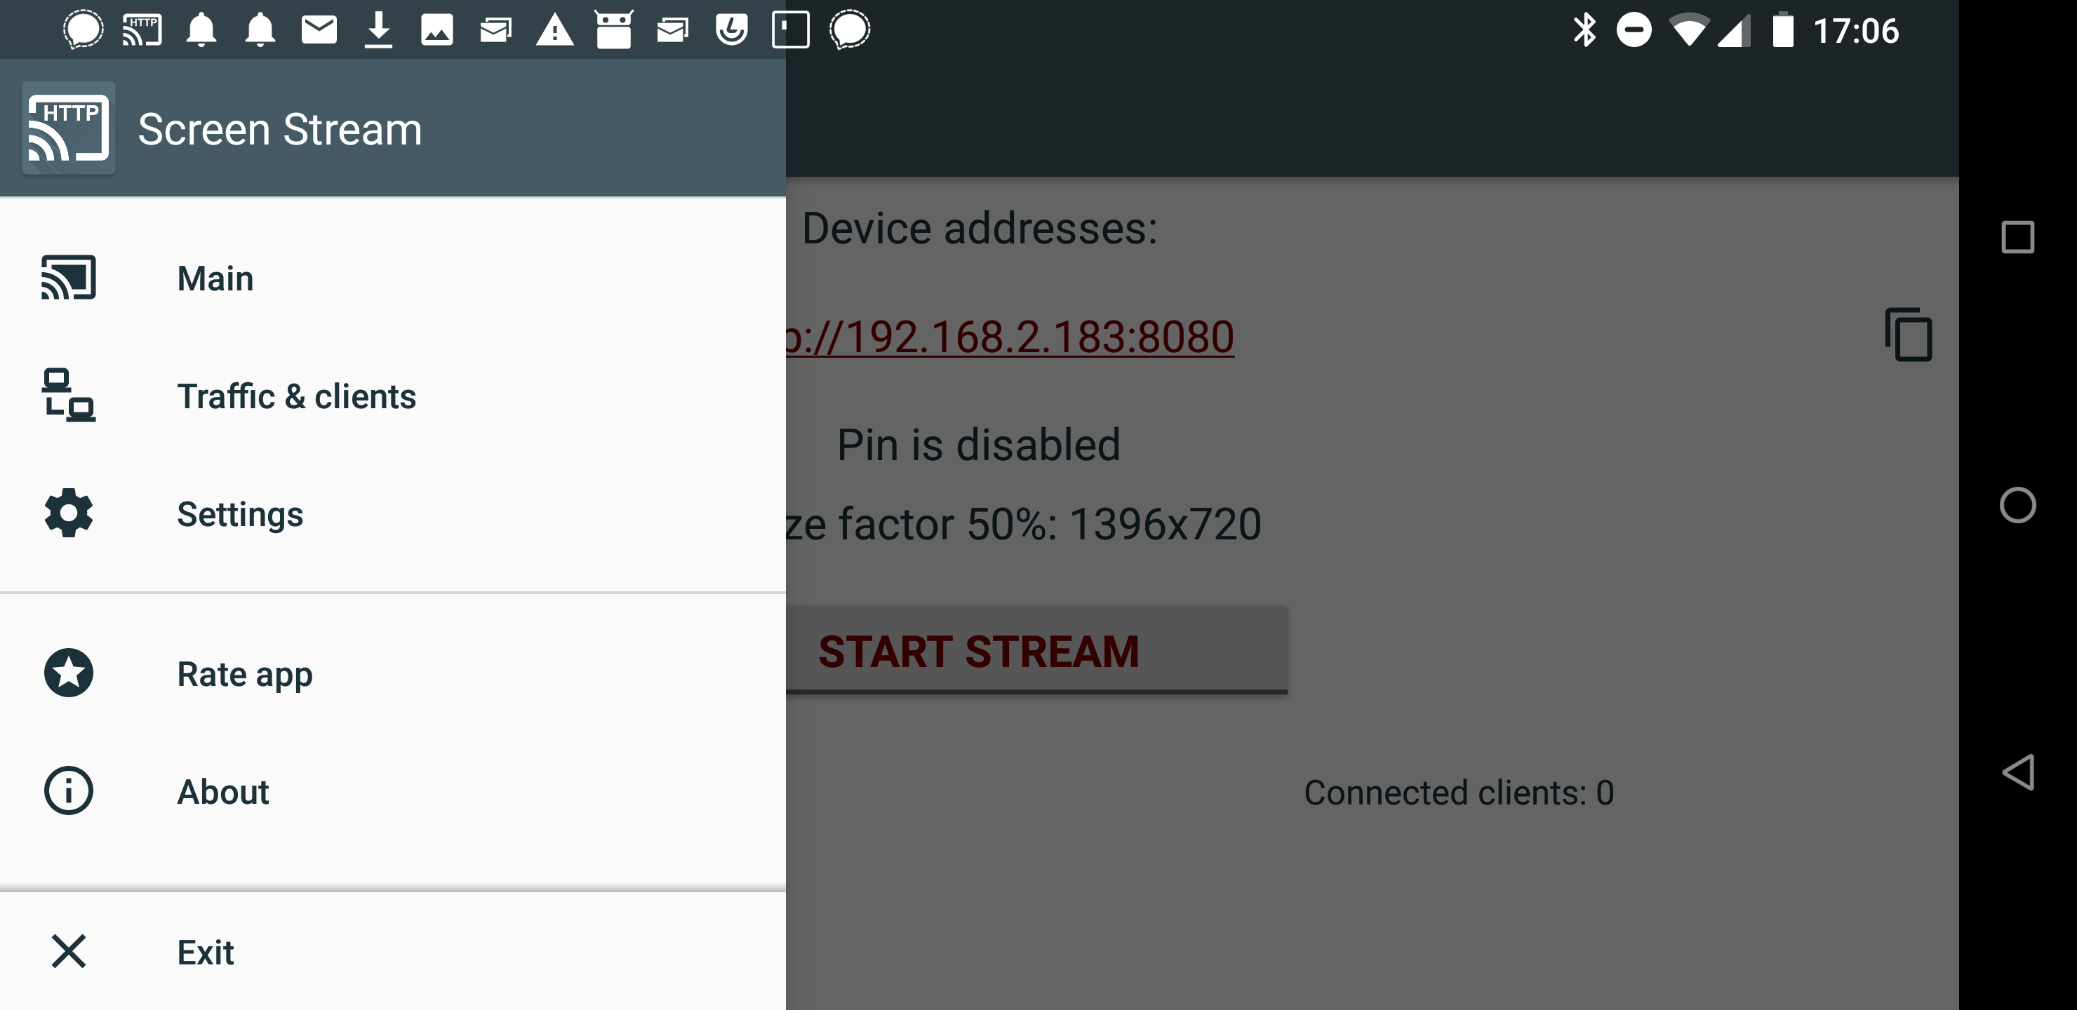 17:06
HTTP
Screen Stream
Main
Traffic & clients
Settings
Rate app
About
Exit
Device addresses:
p://192.168.2.183:8080
Pin is disabled
ze factor 50%: 1396x720
START STREAM
Connected clients: 0